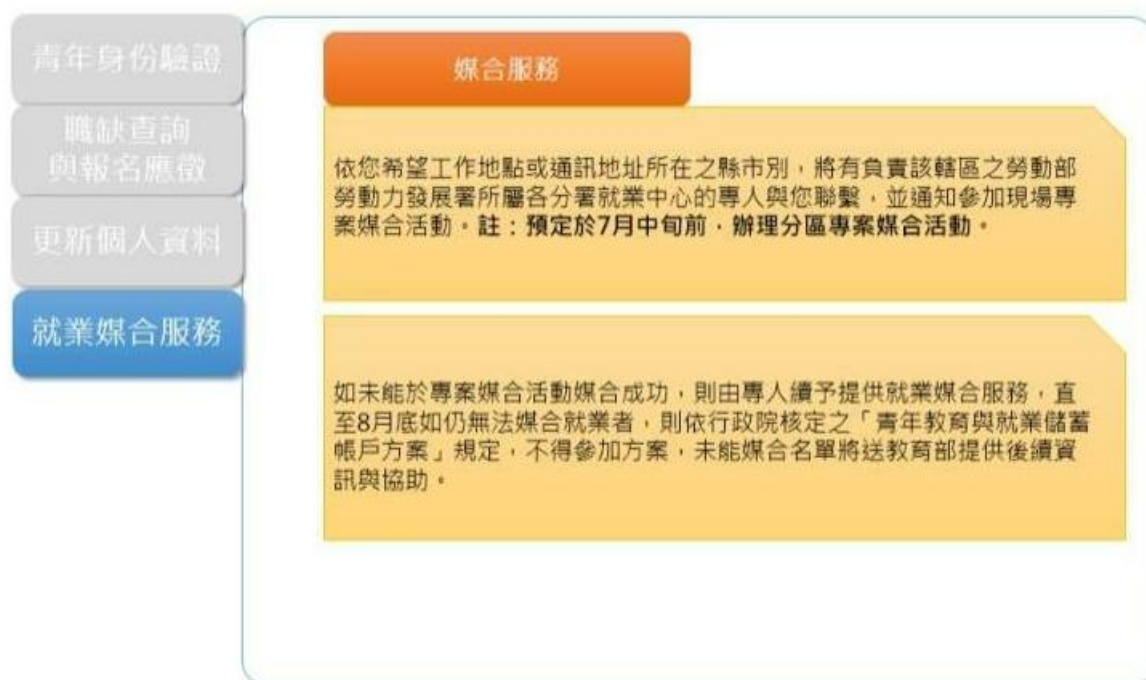 青年身份驗證
職缺查詢
與報名應徵
更新個人資料
就業媒合服務
媒合服務
依您希望工作地點或通訊地址所在之縣市別，將有負責該轄區之勞動部
勞動力發展署所屬各分署就業中心的專人與您聯繫，並通知參加現場專
案媒合活動。註：預定於7月中旬前，辦理分區專案媒合活動。
如未能於專案媒合活動媒合成功，則由專人續予提供就業媒合服務，直
至8月底如仍無法媒合就業者，則依行政院核定之「青年教育與就業儲蓄
帳戶方案」規定，不得參加方案，未能媒合名單將送教育部提供後續資
訊與協助。